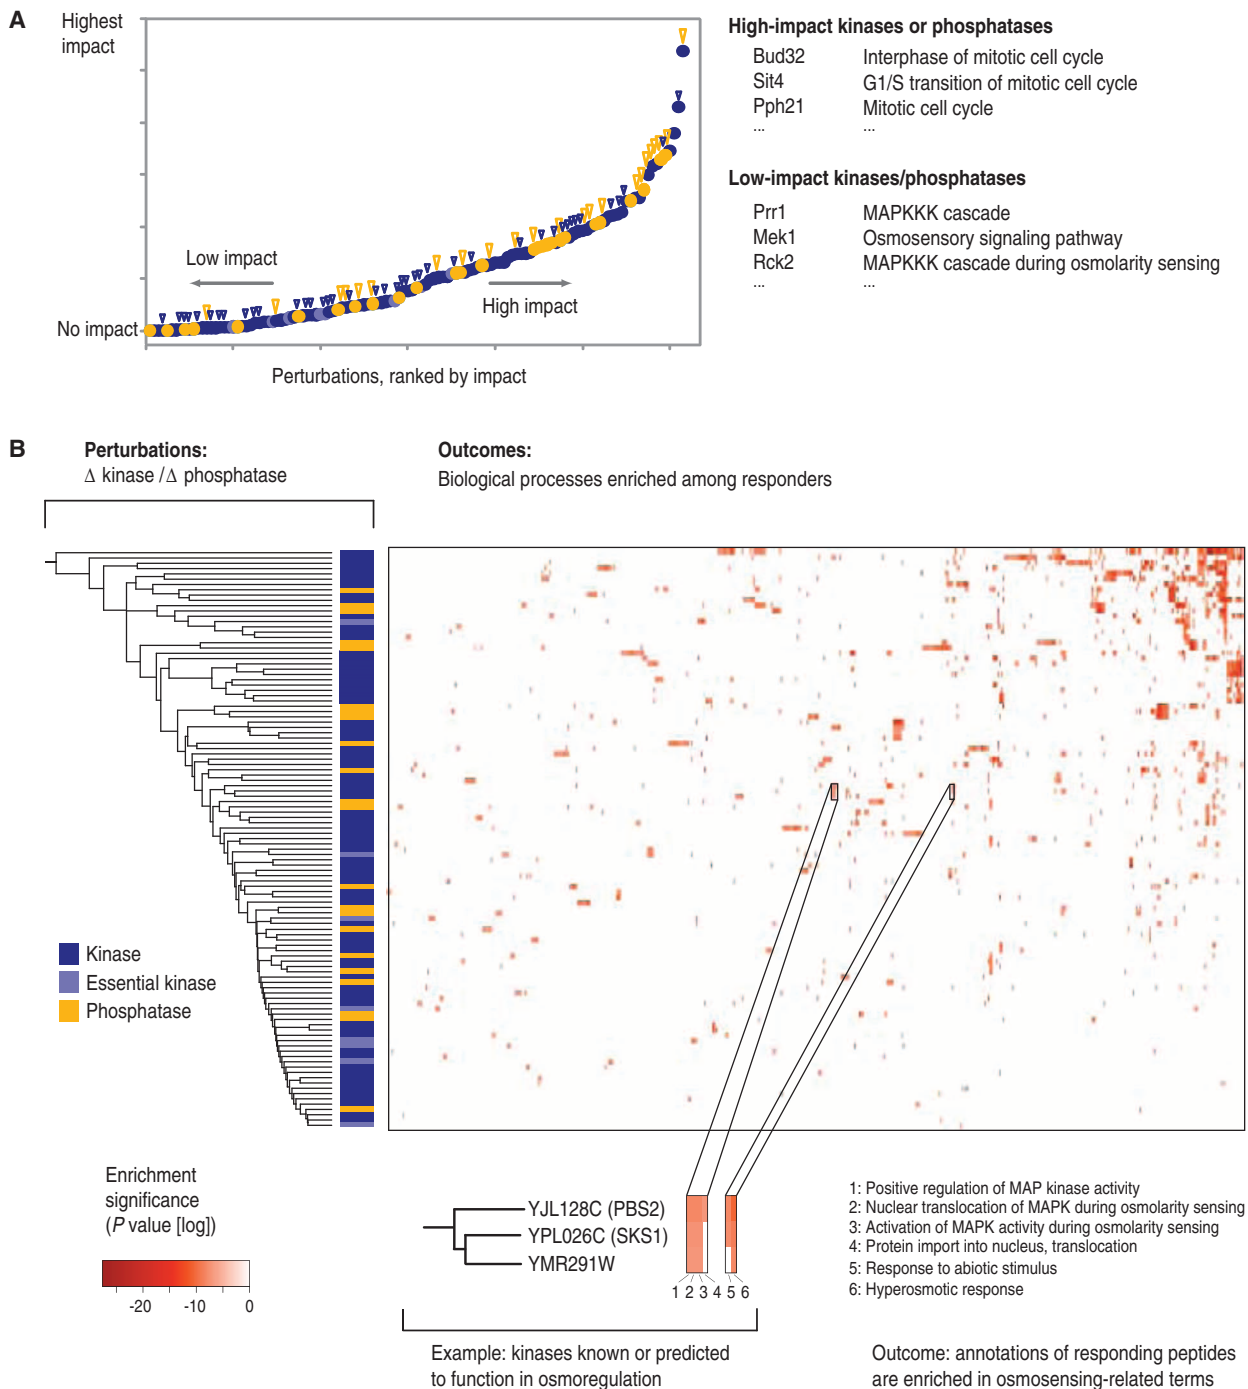 A
Highest
impact
Low impact
High impact
No impact
Perturbations, ranked by impact
High-impact kinases or phosphatases
Bud32 Interphase of mitotic cell cycle
Sit4 G1/S transition of mitotic cell cycle
Pph21 Mitotic cell cycle
... ...
Low-impact kinases/phosphatases
Prr1 MAPKKK cascade
Mek1 Osmosensory signaling pathway
Rck2 MAPKKK cascade during osmolarity sensing
... ...
B
Perturbations:
Δ kinase /Δ phosphatase
Outcomes:
Biological processes enriched among responders
Kinase
Essential kinase
Phosphatase
Enrichment
significance
(P value [log])
-20 -10 0
YJL128C (PBS2)
YPL026C (SKS1)
YMR291W
1 2 3 4 5 6
1: Positive regulation of MAP kinase activity
2: Nuclear translocation of MAPK during osmolarity sensing
3: Activation of MAPK activity during osmolarity sensing
4: Protein import into nucleus, translocation
5: Response to abiotic stimulus
6: Hyperosmotic response
Example: kinases known or predicted
to function in osmoregulation
Outcome: annotations of responding peptides
are enriched in osmosensing-related terms